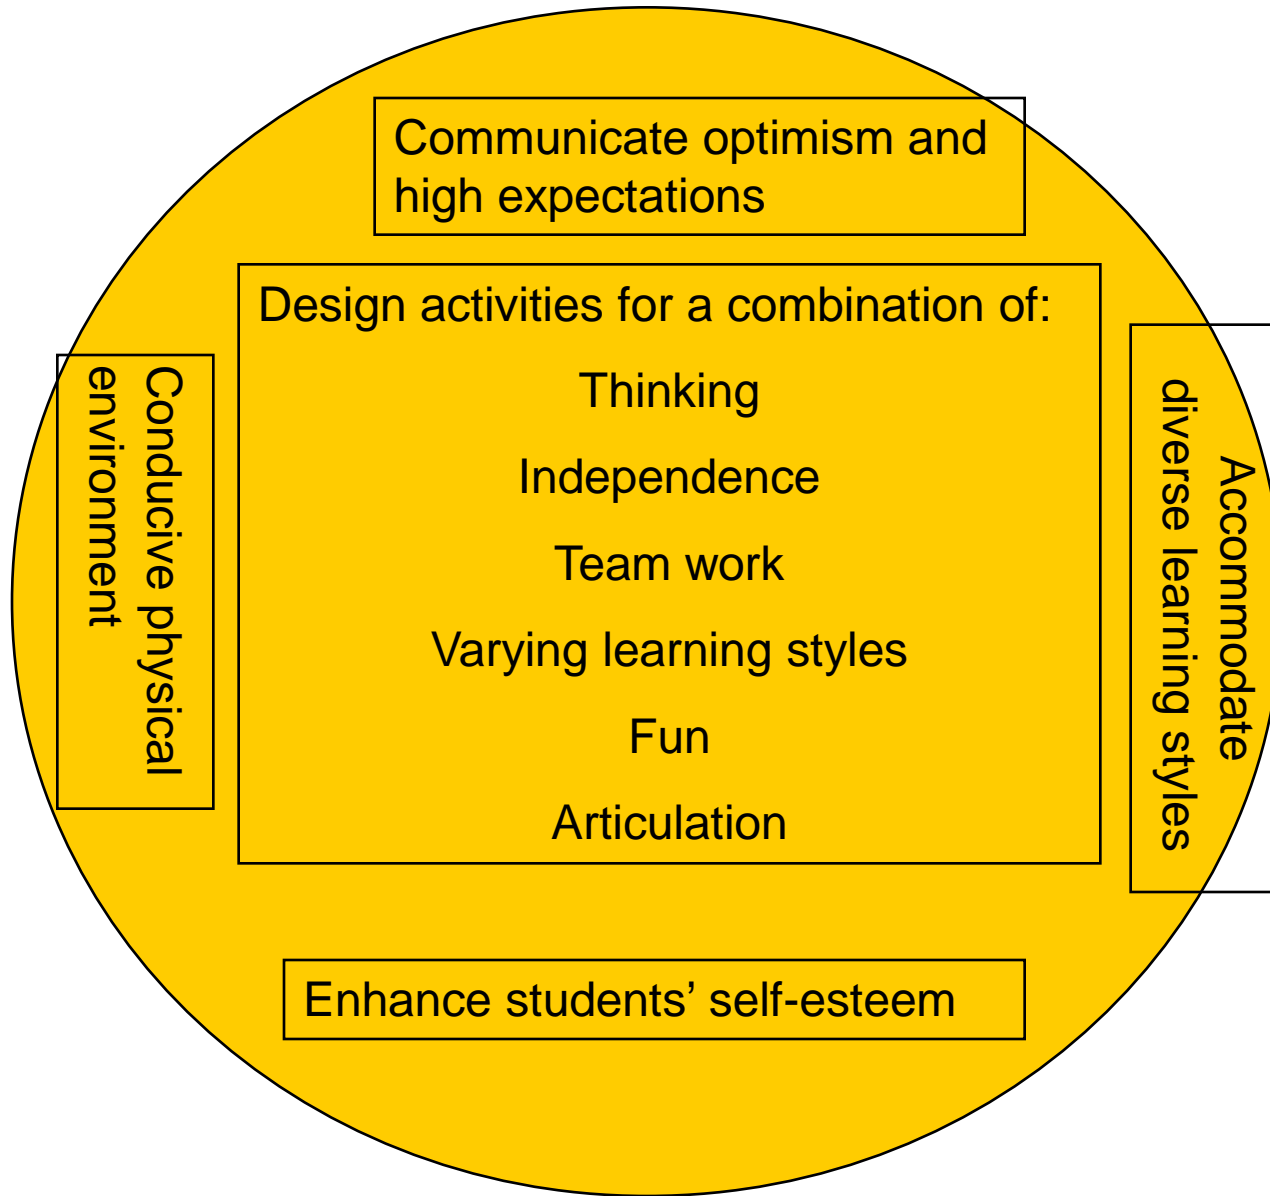 Communicate optimism and
high expectations
Design activities for a combination of:
Thinking
Independence
Team work
Varying learning styles
Fun
Articulation
Conducive physical
environment
Accommodate
diverse learning styles
Enhance students’ self-esteem